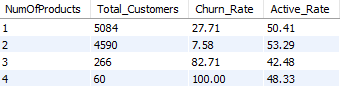 NumOfProducts Total_Customers Churn_Rate Active_Rate
1 5084 27.71 50.41
2 4590 7.58 53.29
3 266 82.71 42.48
4 60 100.00 48.33